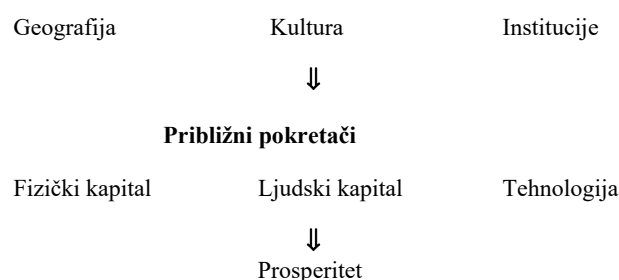 Geografija Kultura Institucije
⇓
Približni pokretači
Fizički kapital Ljudski kapital Tehnologija
⇓
Prosperitet